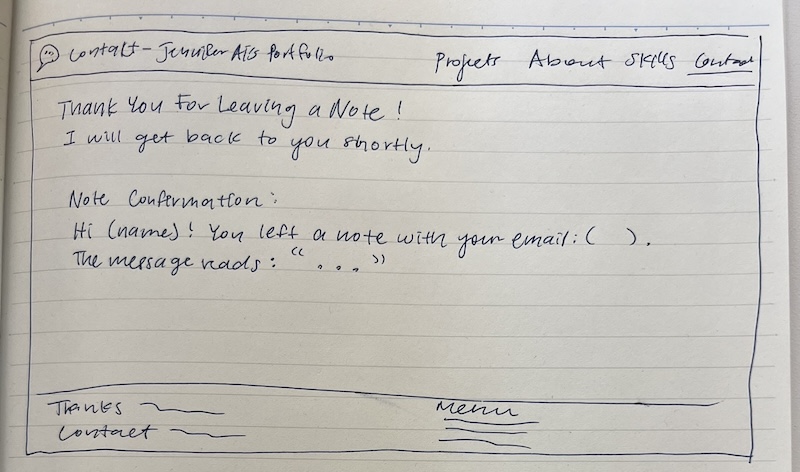 Contact - Jennifer Ai's Portfolio
Projects About Skills Contact
Thank You For Leaving a Note!
I will get back to you shortly.
Note Confirmation:
Hi (name)! You left a note with your email: ( ).
The message reads: "..."
Thanks
Contact
Menu